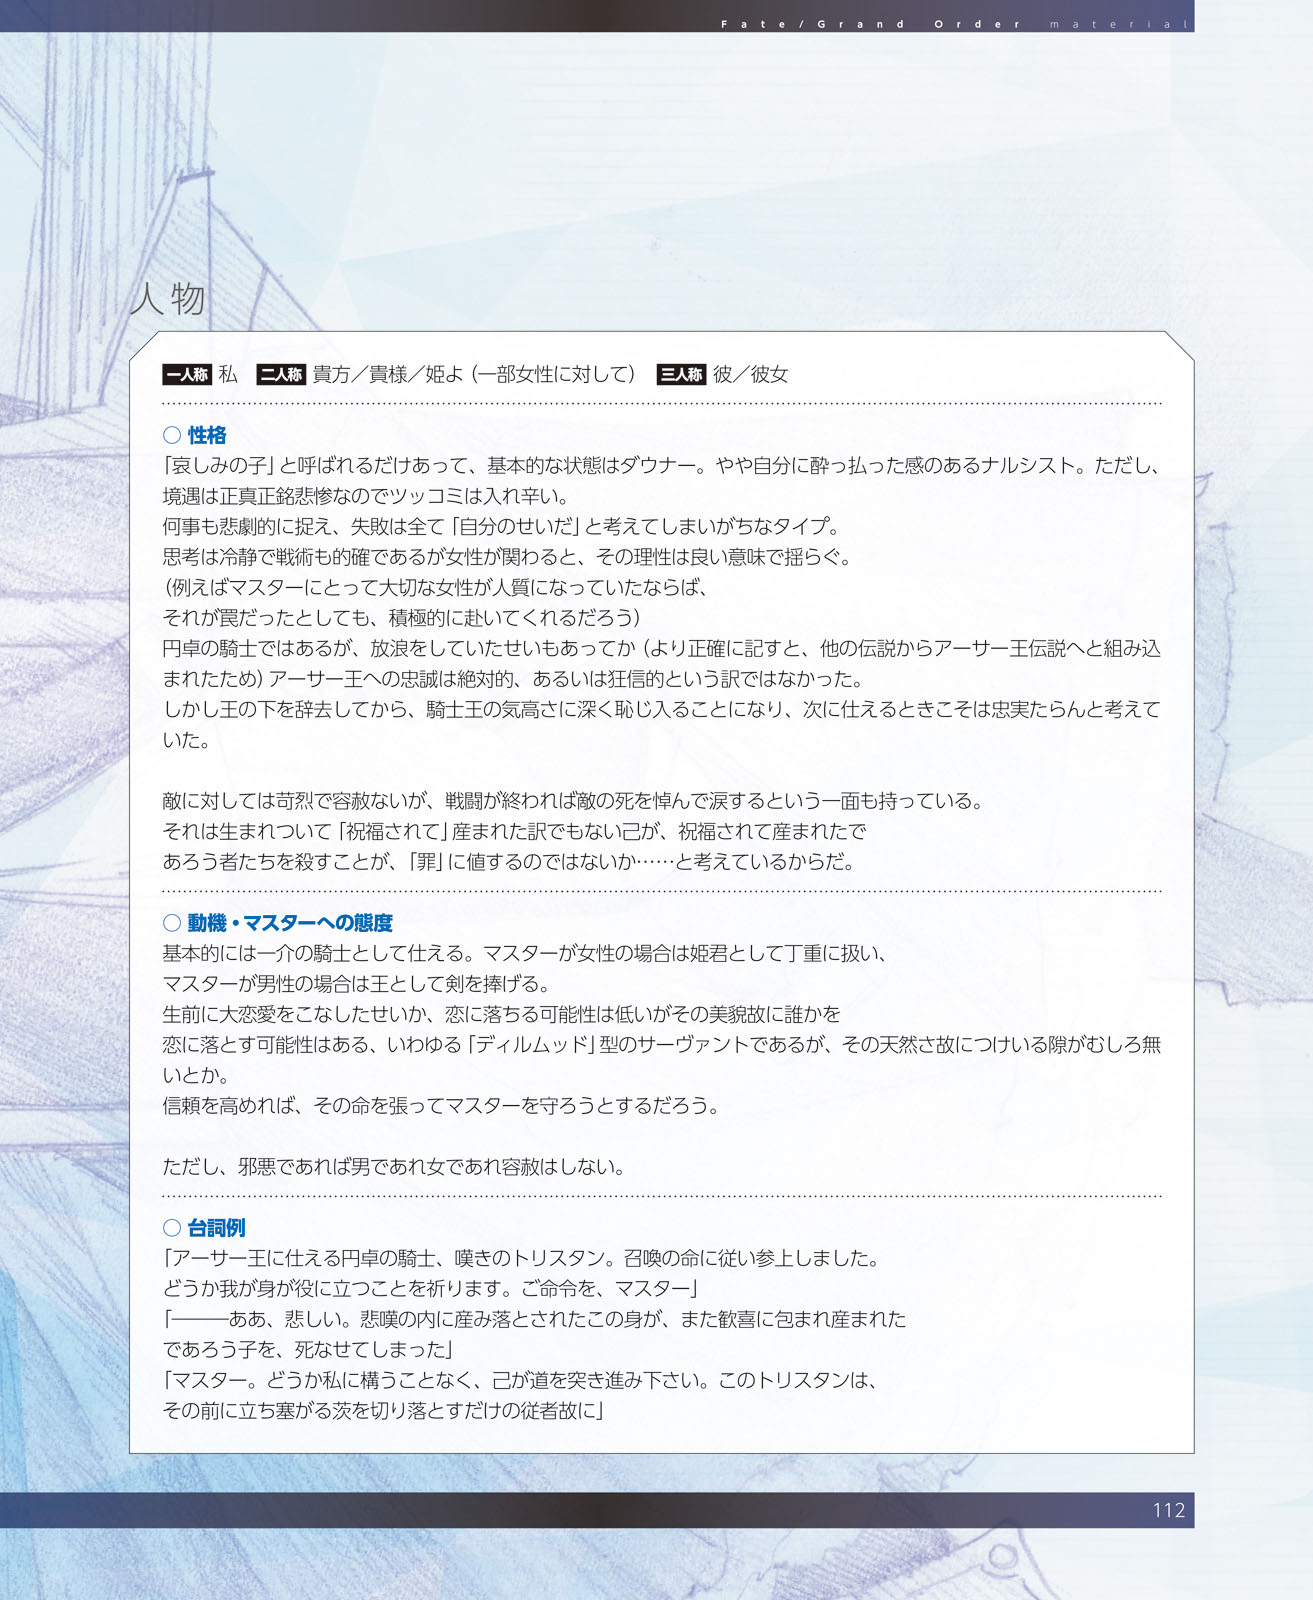 Fate/Grand Order material
人物
一人称 私 二人称 貴方／貴様／姫よ（一部女性に対して） 三人称 彼／彼女
○ 性格
「哀しみの子」と呼ばれるだけあって、基本的な状態はダウナー。やや自分に酔っ払った感のあるナルシスト。ただし、
境遇は正真正銘悲惨なのでツッコミは入れ辛い。
何事も悲劇的に捉え、失敗は全て「自分のせいだ」と考えてしまいがちなタイプ。
思考は冷静で戦術も的確であるが女性が関わると、その理性は良い意味で揺らぐ。
（例えばマスターにとって大切な女性が人質になっていたならば、
それが罠だったとしても、積極的に赴いてくれるだろう）
円卓の騎士ではあるが、放浪をしていたせいもあってか（より正確に記すと、他の伝説からアーサー王伝説へと組み込
まれたため）アーサー王への忠誠は絶対的、あるいは狂信的という訳ではなかった。
しかし王の下を辞去してから、騎士王の気高さに深く恥じ入ることになり、次に仕えるときこそは忠実たらんと考えて
いた。
敵に対しては苛烈で容赦ないが、戦闘が終われば敵の死を悼んで涙するという一面も持っている。
それは生まれついて「祝福されて」産まれた訳でもない己が、祝福されて産まれたで
あろう者たちを殺すことが、「罪」に値するのではないか……と考えているからだ。
○ 動機・マスターへの態度
基本的には一介の騎士として仕える。マスターが女性の場合は姫君として丁重に扱い、
マスターが男性の場合は王として剣を捧げる。
生前に大恋愛をこなしたせいか、恋に落ちる可能性は低いがその美貌故に誰かを
恋に落とす可能性はある、いわゆる「ディルムッド」型のサーヴァントであるが、その天然さ故につけいる隙がむしろ無
いとか。
信頼を高めれば、その命を張ってマスターを守ろうとするだろう。
ただし、邪悪であれば男であれ女であれ容赦はしない。
○ 台詞例
「アーサー王に仕える円卓の騎士、嘆きのトリスタン。召喚の命に従い参上しました。
どうか我が身が役に立つことを祈ります。ご命令を、マスター」
「―――ああ、悲しい。悲嘆の内に産み落とされたこの身が、また歓喜に包まれ産まれた
であろう子を、死なせてしまった」
「マスター。どうか私に構うことなく、己が道を突き進み下さい。このトリスタンは、
その前に立ち塞がる茨を切り落とすだけの従者故に」
112